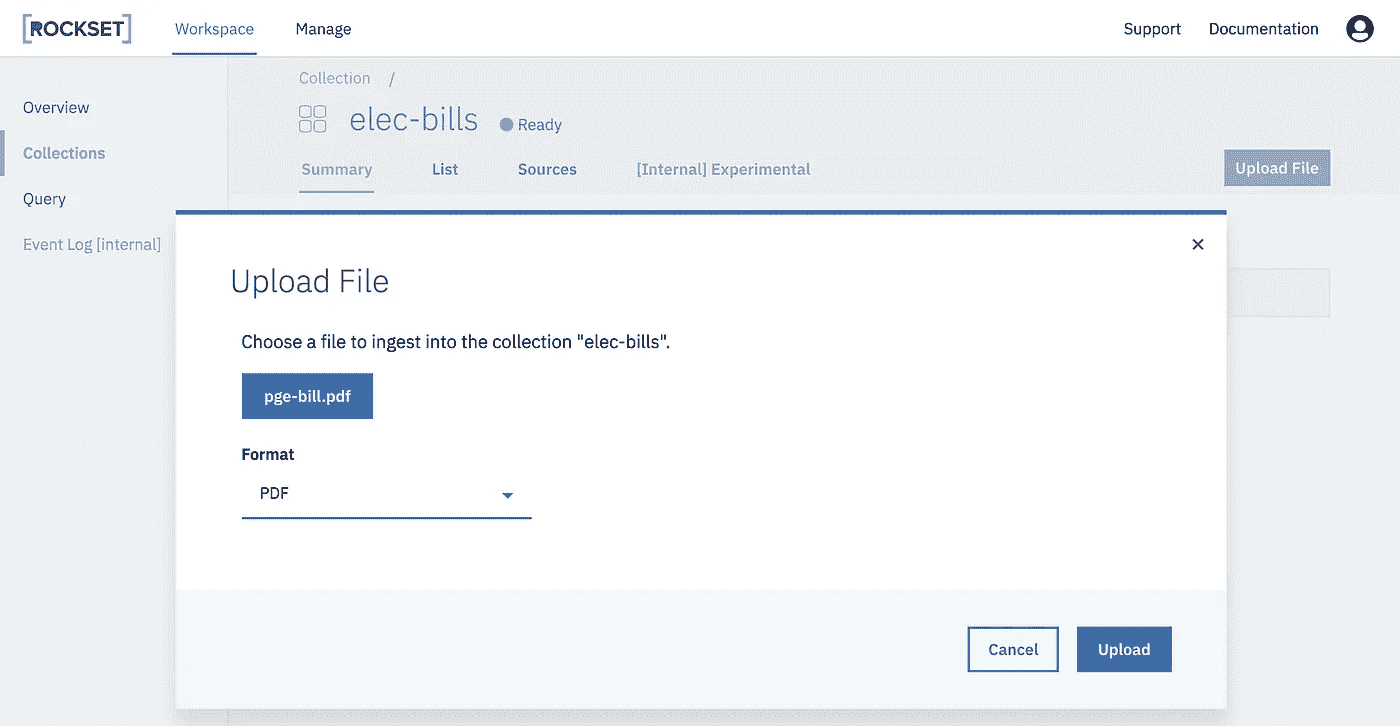 [ROCKSET] Workspace Manage Support Documentation
Collection /
Overview
elec-bills Ready
Collections
Summary List Sources [Internal] Experimental Upload File
Query
Event Log [internal]
Upload File
Choose a file to ingest into the collection "elec-bills".
pge-bill.pdf
Format
PDF
Cancel Upload